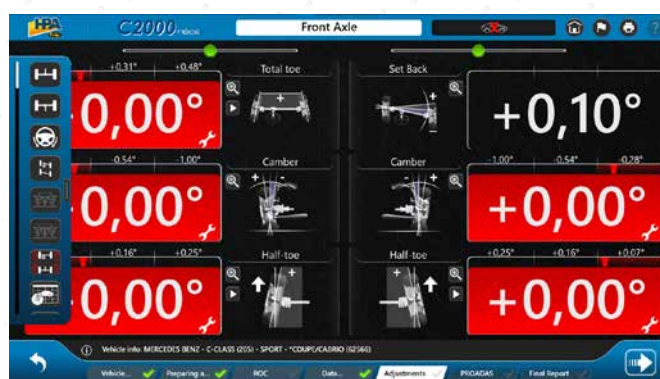 HPA C2000 Front Axle
+0,31° +0,48° Total toe Set Back
+0,00° +0,10°
-0,54° -1,00° Camber Camber -1,00° -0,54° -0,28°
+0,00° +0,00°
+0,16° +0,25° Half-toe Half-toe +0,25° +0,16° +0,07°
+0,00° +0,00°
Vehicle info: MERCEDES BENZ - C-CLASS (205) - SPORT - *COUPE/CABRIO (62566)
Vehicle... Preparing a... ROC Data... Adjustments PROADAS Final Report